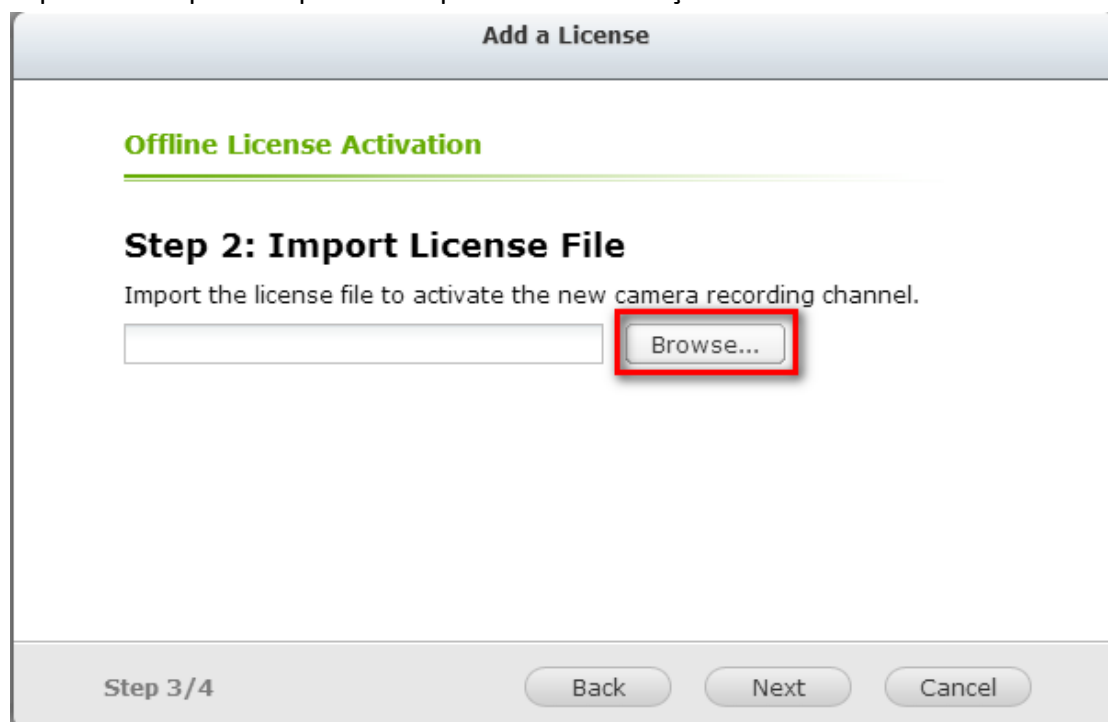 Add a License
Offline License Activation
Step 2: Import License File
Import the license file to activate the new camera recording channel.
Browse...
Step 3/4
Back
Next
Cancel